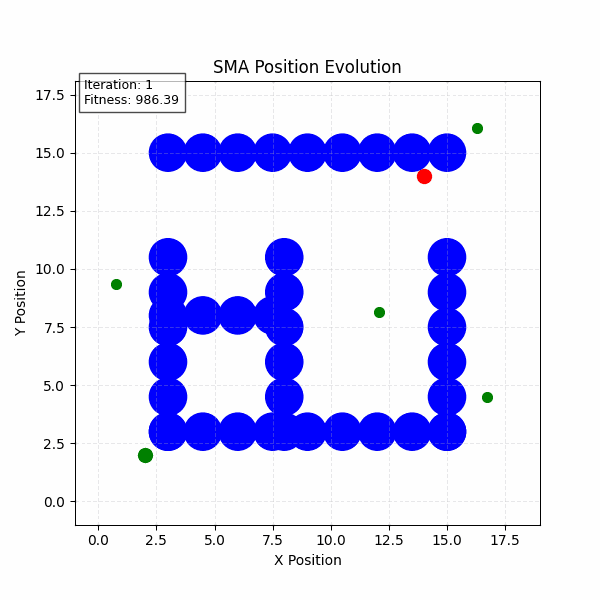 SMA Position Evolution
Iteration: 1
Fitness: 986.39
17.5
15.0
12.5
10.0
7.5
5.0
2.5
0.0
Y Position
0.0 2.5 5.0 7.5 10.0 12.5 15.0 17.5
X Position